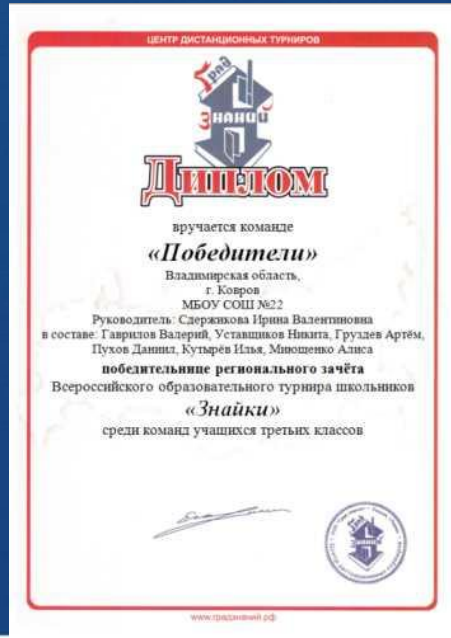 ЦЕНТР ДИСТАНЦИОННЫХ ТУРНИРОВ
Град
Знаний
Диплом
вручается команде
«Победители»
Владимирская область,
г. Ковров
МБОУ СОШ №22
Руководитель: Сдержикова Ирина Валентиновна
в составе: Гаврилов Валерий, Уставщиков Никита, Груздев Артём,
Пухов Даниил, Кутырёв Илья, Миющенко Алиса
победительнице регионального зачёта
Всероссийского образовательного турнира школьников
«Знайки»
среди команд учащихся третьих классов
www.градзнаний.рф